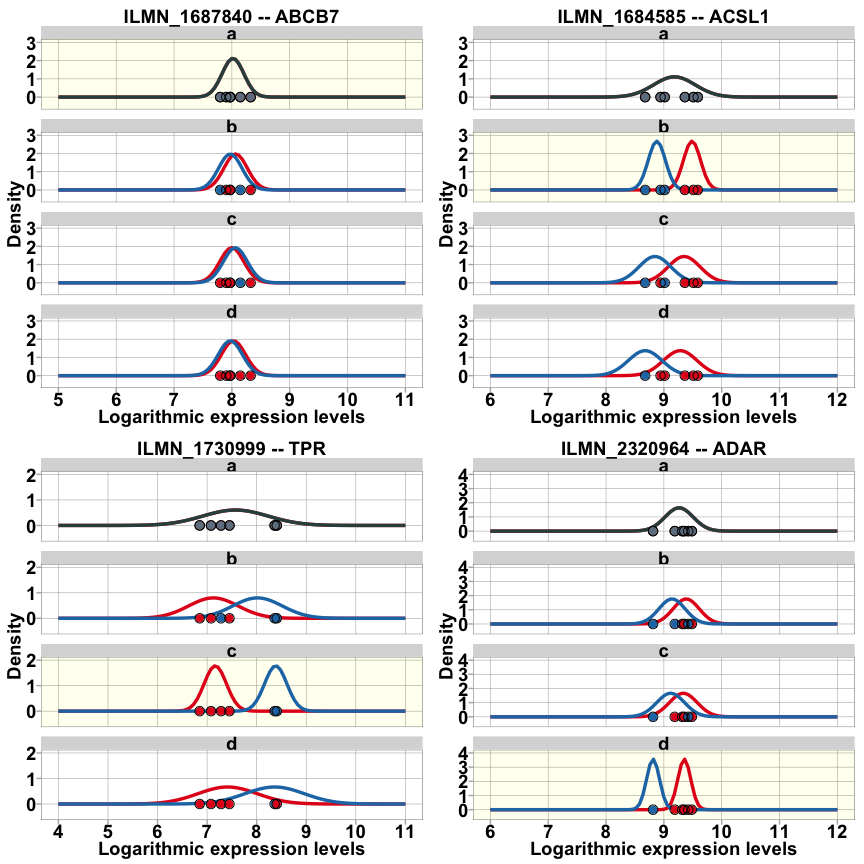 ILMN_1687840 -- ABCB7
a
3
2
1
0
b
3
2
1
0
c
3
2
1
0
d
3
2
1
0
5 6 7 8 9 10 11
Logarithmic expression levels
Density
ILMN_1684585 -- ACSL1
a
3
2
1
0
b
3
2
1
0
c
3
2
1
0
d
3
2
1
0
6 7 8 9 10 11 12
Logarithmic expression levels
Density
ILMN_1730999 -- TPR
a
2
1
0
b
2
1
0
c
2
1
0
d
2
1
0
4 5 6 7 8 9 10 11
Logarithmic expression levels
Density
ILMN_2320964 -- ADAR
a
4
3
2
1
0
b
4
3
2
1
0
c
4
3
2
1
0
d
4
3
2
1
0
6 7 8 9 10 11 12
Logarithmic expression levels
Density